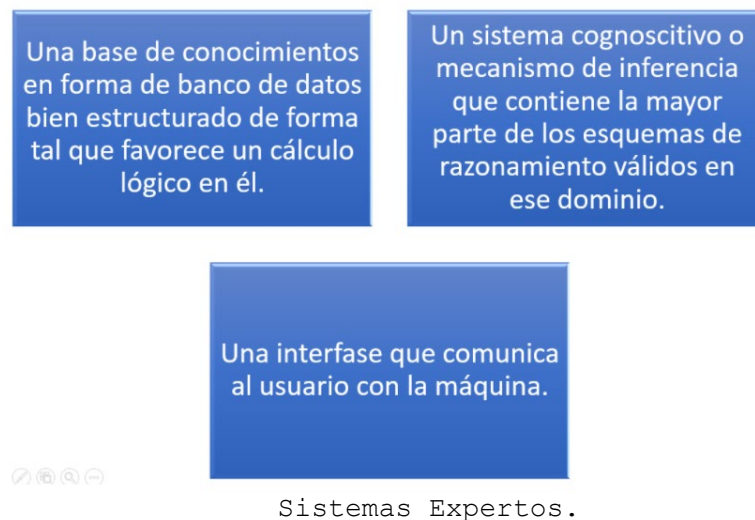 Una base de conocimientos
en forma de banco de datos
bien estructurado de forma
tal que favorece un cálculo
lógico en él.
Un sistema cognoscitivo o
mecanismo de inferencia
que contiene la mayor
parte de los esquemas de
razonamiento válidos en
ese dominio.
Una interfase que comunica
al usuario con la máquina.
Sistemas Expertos.